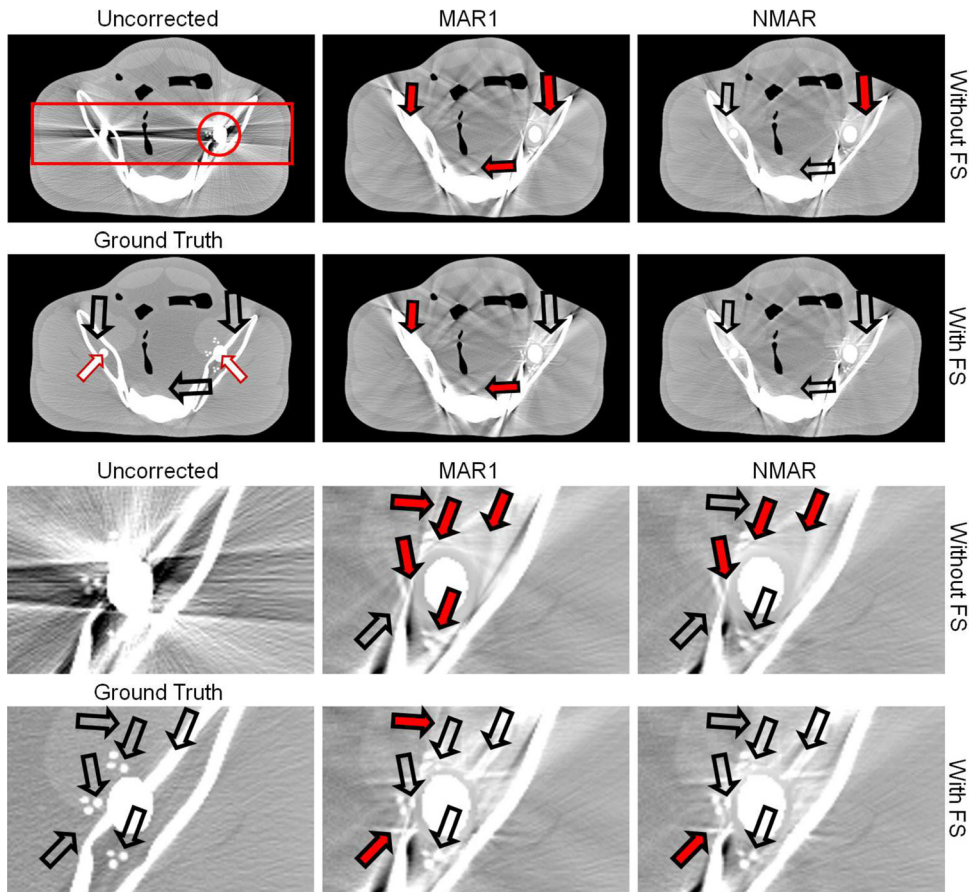 Uncorrected MAR1 NMAR
Without FS
Ground Truth
With FS
Uncorrected MAR1 NMAR
Without FS
Ground Truth
With FS